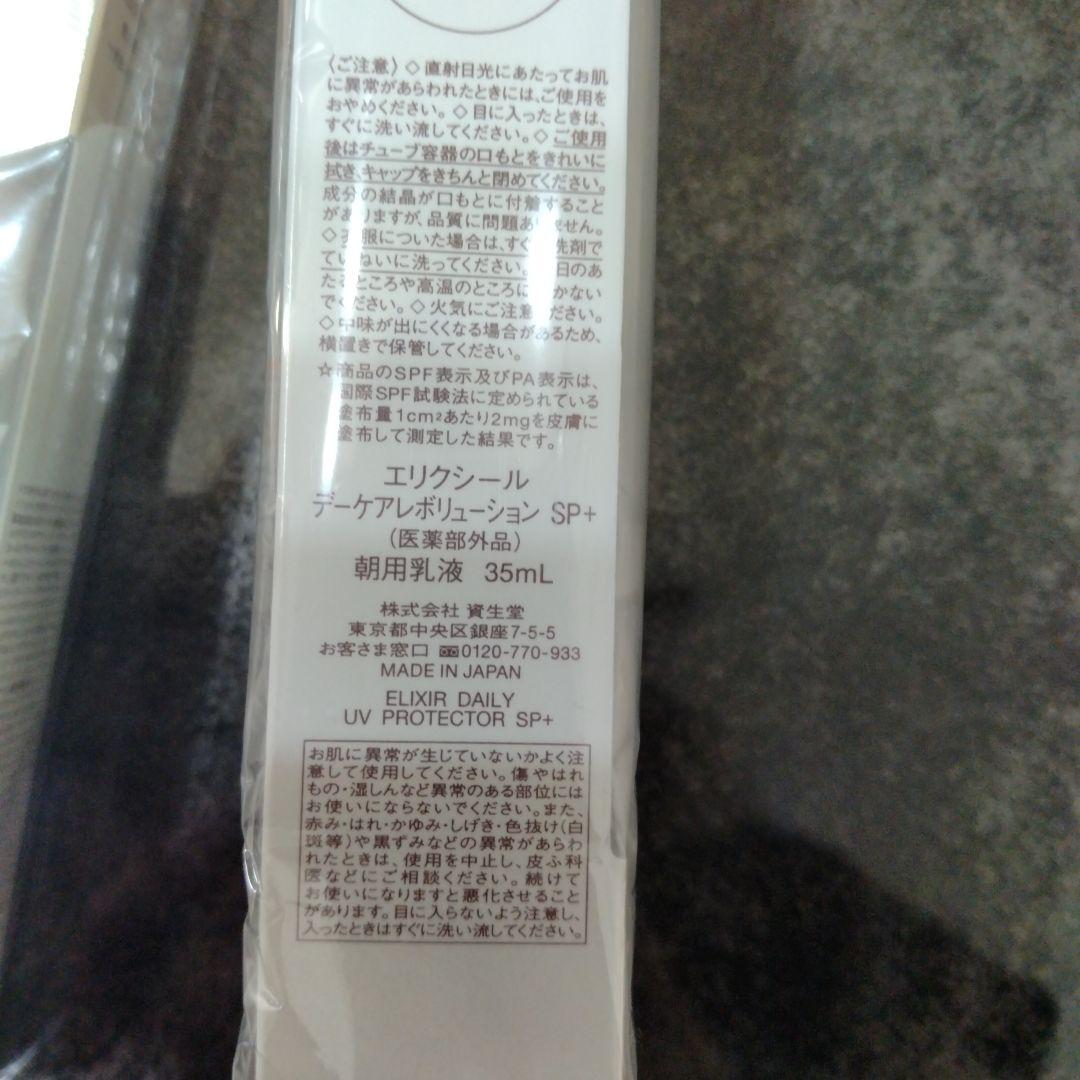 〈ご注意〉◇直射日光にあたってお肌
に異常があらわれたときには、ご使用を
おやめください。◇目に入ったときは、
すぐに洗い流してください。◇ご使用
後はチューブ容器の口もとをきれいに
拭き、キャップをきちんと閉めてください。
成分の結晶が口もとに付着すること
がありますが、品質に問題ありません。
◇衣服についた場合は、すぐ洗剤で
ていねいに洗ってください。日のあ
たるところや高温のところにかない
でください。◇火気にご注意ください。
◇中味が出にくくなる場合があるため、
横置きで保管してください。
☆商品のSPF表示及びPA表示は、
国際SPF試験法に定められている
塗布量1cm²あたり2mgを皮膚に
塗布して測定した結果です。
エリクシール
デーケアレボリューション SP+
(医薬部外品)
朝用乳液 35mL
株式会社 資生堂
東京都中央区銀座7-5-5
お客さま窓口 0120-770-933
MADE IN JAPAN
ELIXIR DAILY
UV PROTECTOR SP+
お肌に異常が生じていないかよく注
意して使用してください。傷やはれ
もの・湿しんなど異常のある部位には
お使いにならないでください。また、
赤み・はれ・かゆみ・しげき・色抜け(白
斑等)や黒ずみなどの異常があらわ
れたときは、使用を中止し、皮ふ科
医などにご相談ください。続けて
お使いになりますと悪化させること
があります。目に入らないよう注意し、
入ったときはすぐに洗い流してください。